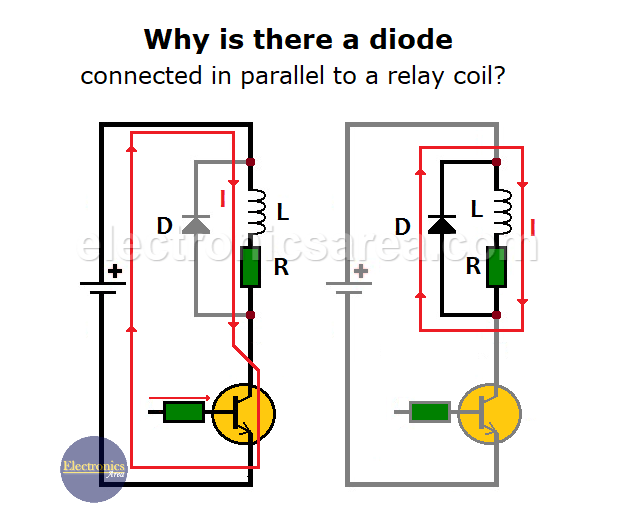 Why is there a diode
connected in parallel to a relay coil?
I
D
L
R
+
electronicsarea.com
D
L
I
R
+
Electronics
Area